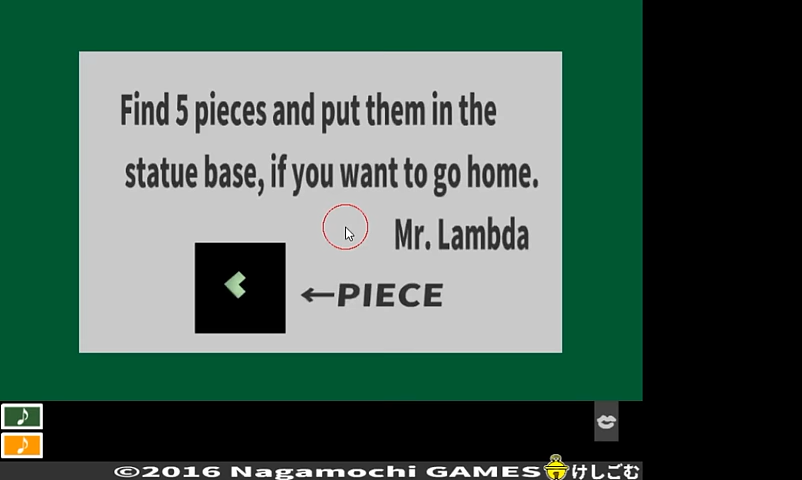 Find 5 pieces and put them in the
statue base, if you want to go home.
Mr. Lambda
←PIECE
©2016 Nagamochi GAMES けしごむ